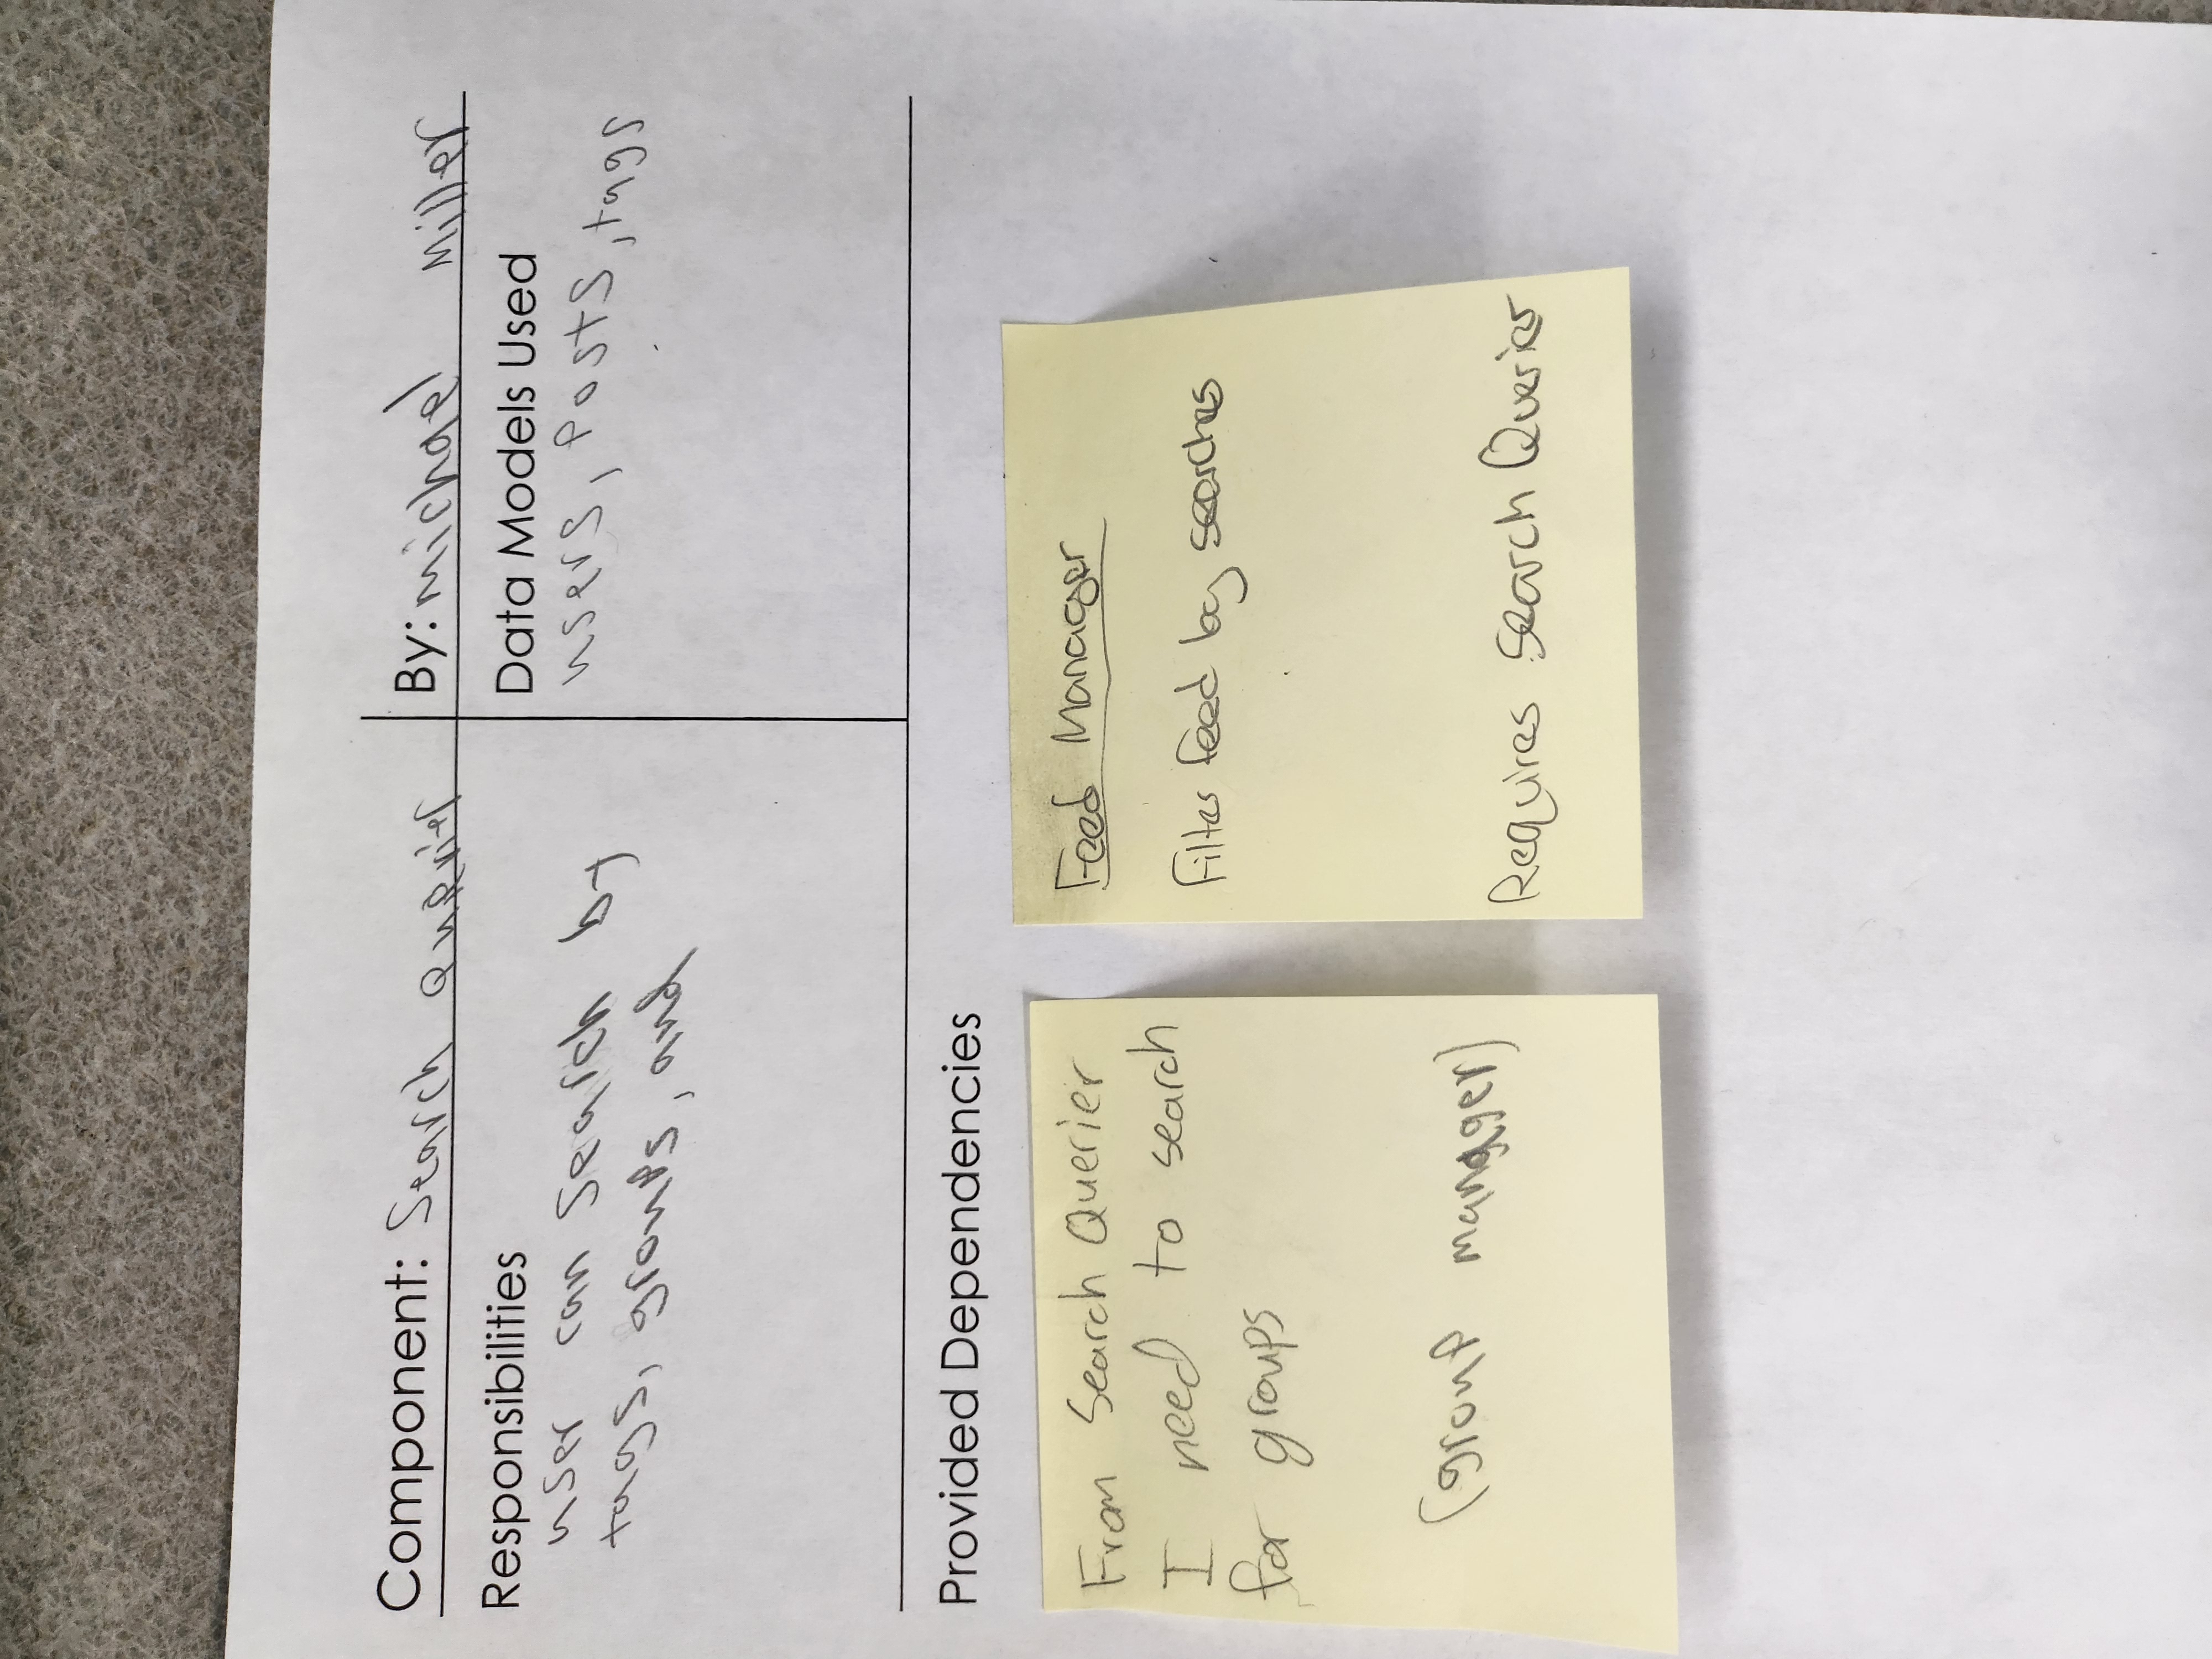 Component: Search Querier
By: michael Miller
Responsibilities
user can search by
tags, groups, and
Data Models Used
users, Posts, tags
Provided Dependencies
From Search Querier
I need to search
for groups
(group manager)
Feed Manager
Filter feed by searches
Requires Search Querier